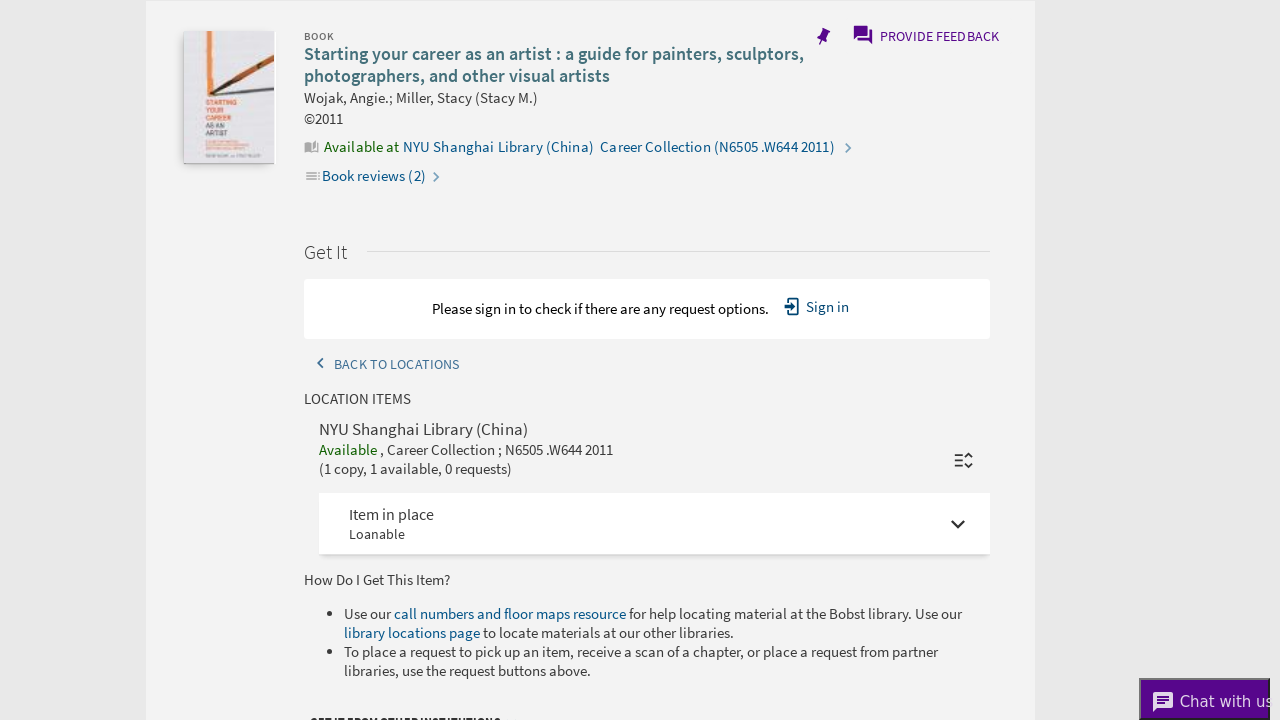 BOOK
Starting your career as an artist : a guide for painters, sculptors,
photographers, and other visual artists
PROVIDE FEEDBACK
Wojak, Angie.; Miller, Stacy (Stacy M.)
©2011
Available at NYU Shanghai Library (China) Career Collection (N6505 .W644 2011)
Book reviews (2)
STARTING
YOUR
CAREER
AS AN
ARTIST
Get It
Please sign in to check if there are any request options. Sign in
BACK TO LOCATIONS
LOCATION ITEMS
NYU Shanghai Library (China)
Available , Career Collection ; N6505 .W644 2011
(1 copy, 1 available, 0 requests)
Item in place
Loanable
How Do I Get This Item?
Use our call numbers and floor maps resource for help locating material at the Bobst library. Use our
library locations page to locate materials at our other libraries.
To place a request to pick up an item, receive a scan of a chapter, or place a request from partner
libraries, use the request buttons above.
GET IT FROM OTHER INSTITUTIONS
Chat with us